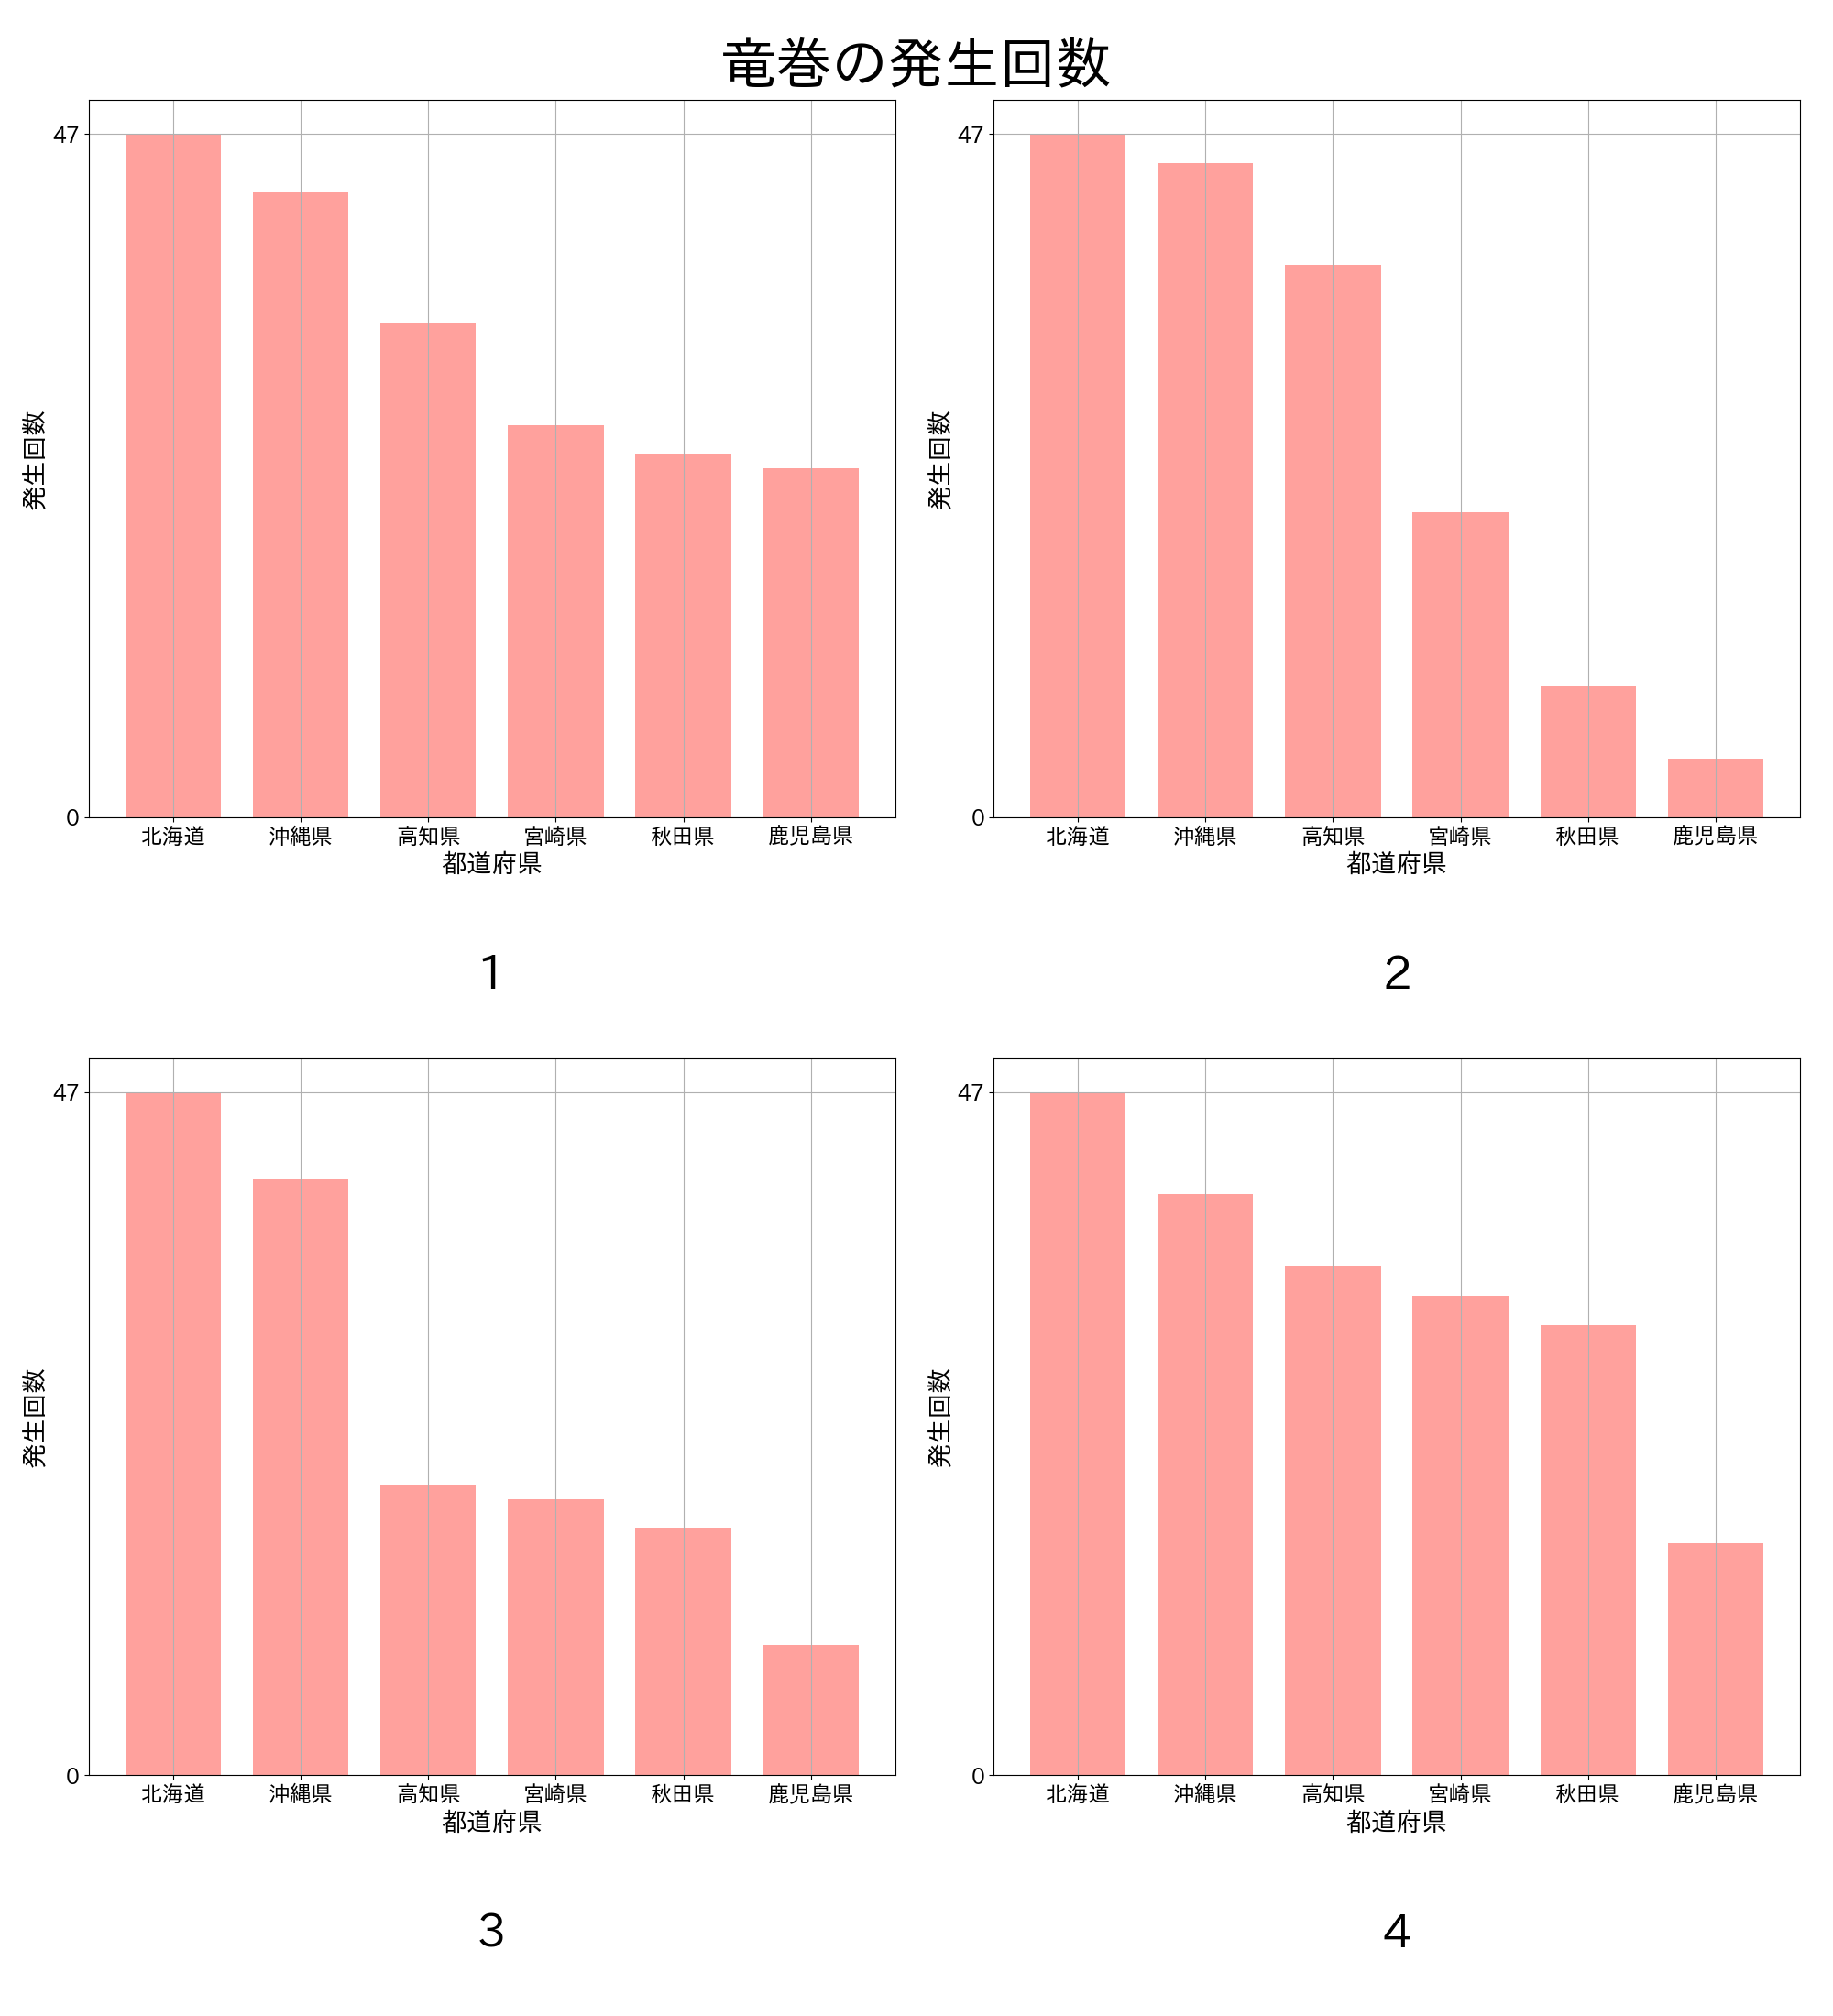 竜巻の発生回数
47
0
発生回数
北海道 沖縄県 高知県 宮崎県 秋田県 鹿児島県
都道府県
1
47
0
発生回数
北海道 沖縄県 高知県 宮崎県 秋田県 鹿児島県
都道府県
2
47
0
発生回数
北海道 沖縄県 高知県 宮崎県 秋田県 鹿児島県
都道府県
3
47
0
発生回数
北海道 沖縄県 高知県 宮崎県 秋田県 鹿児島県
都道府県
4